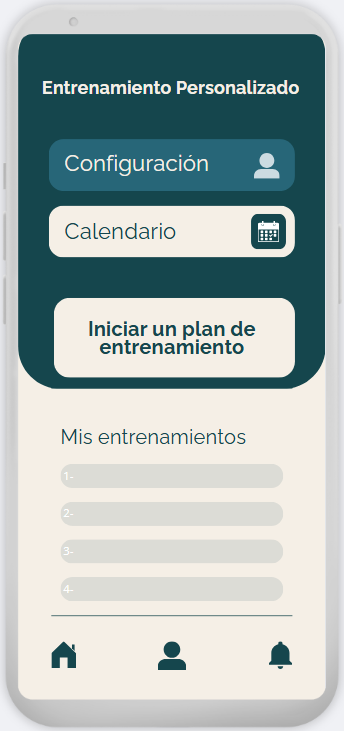 Entrenamiento Personalizado
Configuración
Calendario
Iniciar un plan de
entrenamiento
Mis entrenamientos
1-
2-
3-
4-